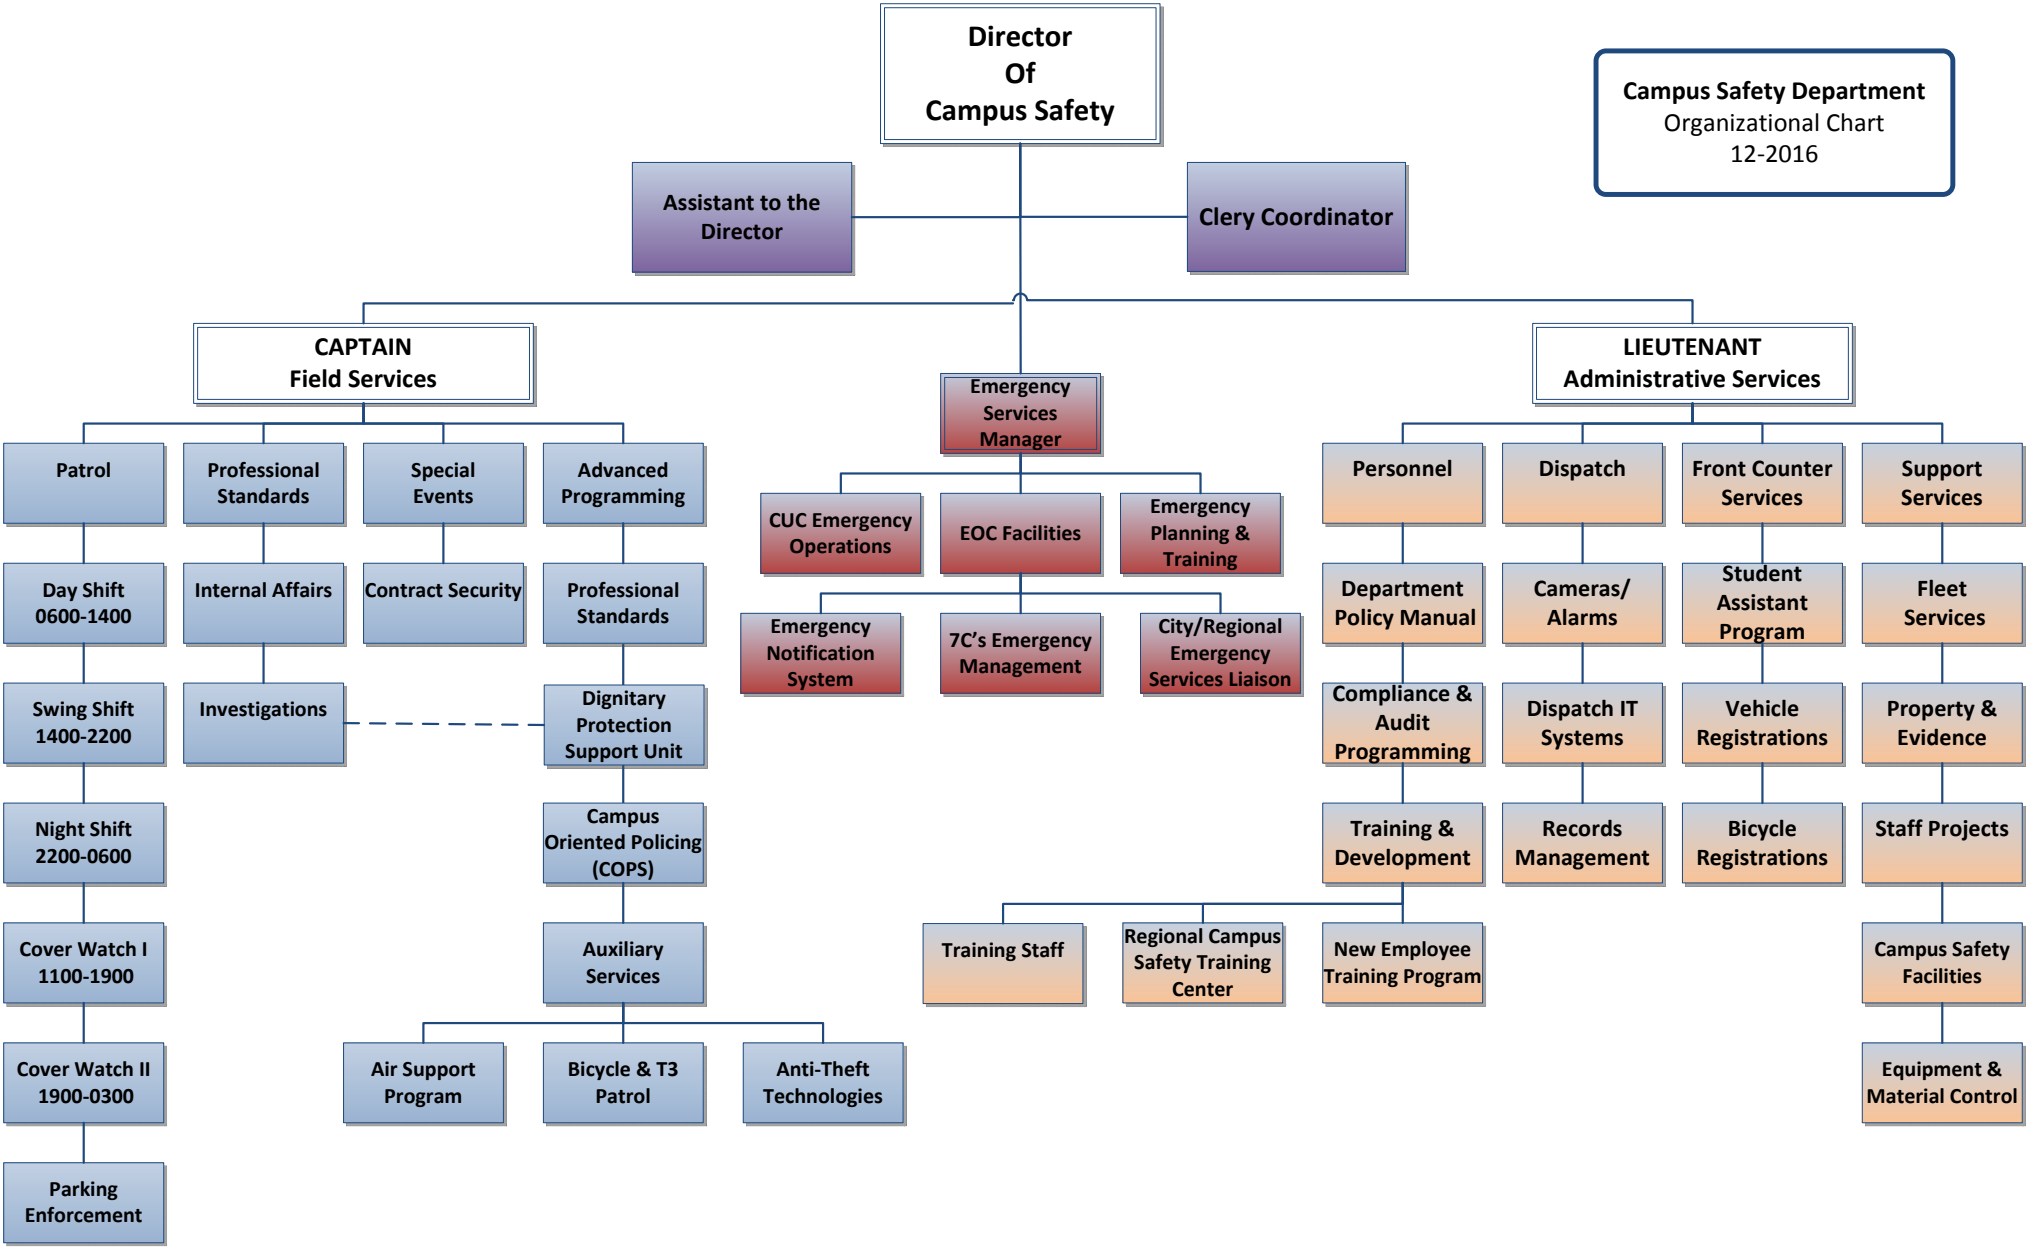 Director
Of
Campus Safety
Campus Safety Department
Organizational Chart
12-2016
Assistant to the
Director
Clery Coordinator
CAPTAIN
Field Services
Emergency
Services
Manager
LIEUTENANT
Administrative Services
Patrol
Professional
Standards
Special
Events
Advanced
Programming
CUC Emergency
Operations
EOC Facilities
Emergency
Planning &
Training
Personnel
Dispatch
Front Counter
Services
Support
Services
Day Shift
0600-1400
Internal Affairs
Contract Security
Professional
Standards
Emergency
Notification
System
7C’s Emergency
Management
City/Regional
Emergency
Services Liaison
Department
Policy Manual
Cameras/
Alarms
Student
Assistant
Program
Fleet
Services
Swing Shift
1400-2200
Investigations
Dignitary
Protection
Support Unit
Compliance &
Audit
Programming
Dispatch IT
Systems
Vehicle
Registrations
Property &
Evidence
Night Shift
2200-0600
Campus
Oriented Policing
(COPS)
Training &
Development
Records
Management
Bicycle
Registrations
Staff Projects
Cover Watch I
1100-1900
Auxiliary
Services
Training Staff
Regional Campus
Safety Training
Center
New Employee
Training Program
Campus Safety
Facilities
Cover Watch II
1900-0300
Air Support
Program
Bicycle & T3
Patrol
Anti-Theft
Technologies
Equipment &
Material Control
Parking
Enforcement